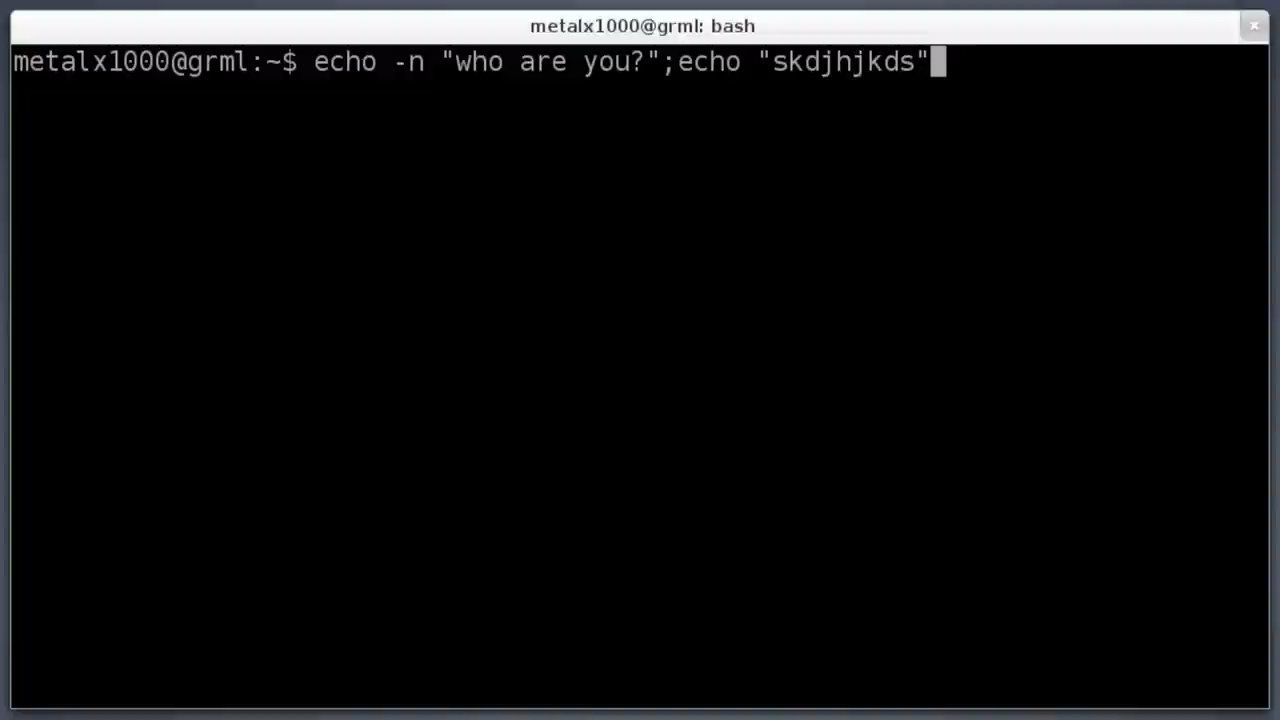 metalx1000@grml: bash
metalx1000@grml:~$ echo -n "who are you?";echo "skdjhjkds"